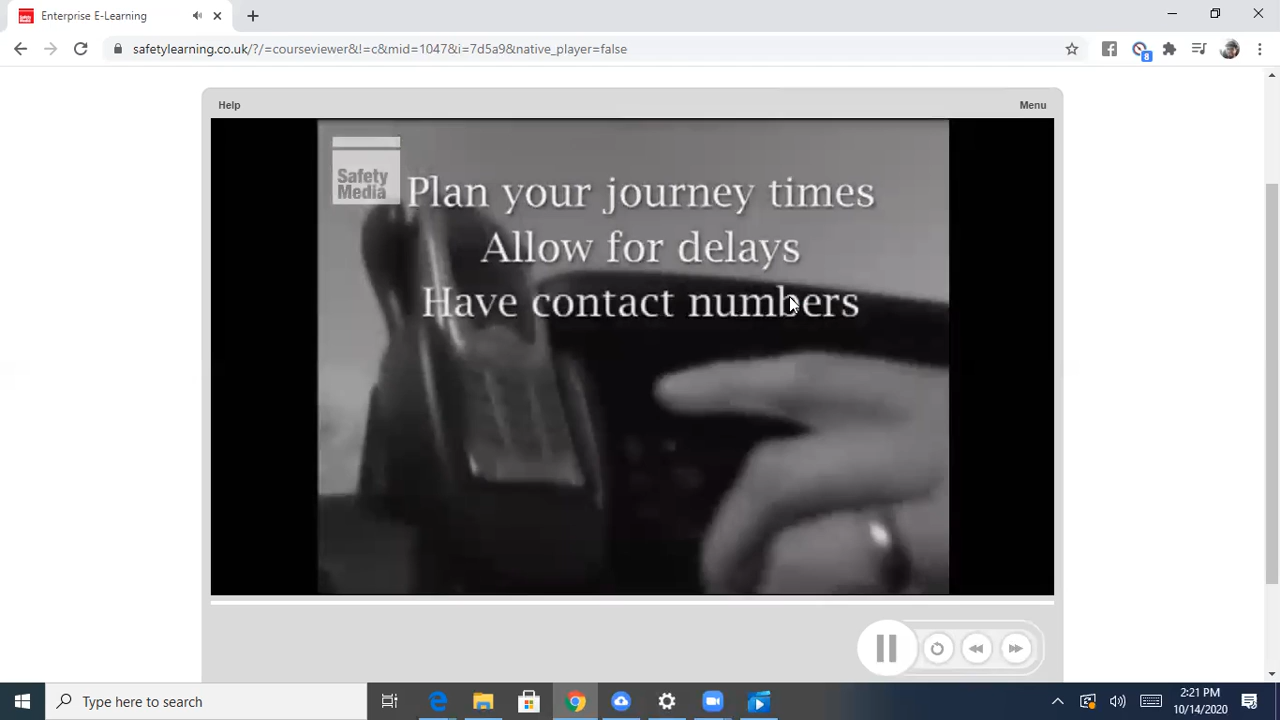 Enterprise E-Learning
safetylearning.co.uk/?/=courseviewer&!=c&mid=1047&i=7d5a9&native_player=false
8
Help
Menu
Safety
Media
Plan your journey times
Allow for delays
Have contact numbers
Type here to search
2:21 PM
10/14/2020